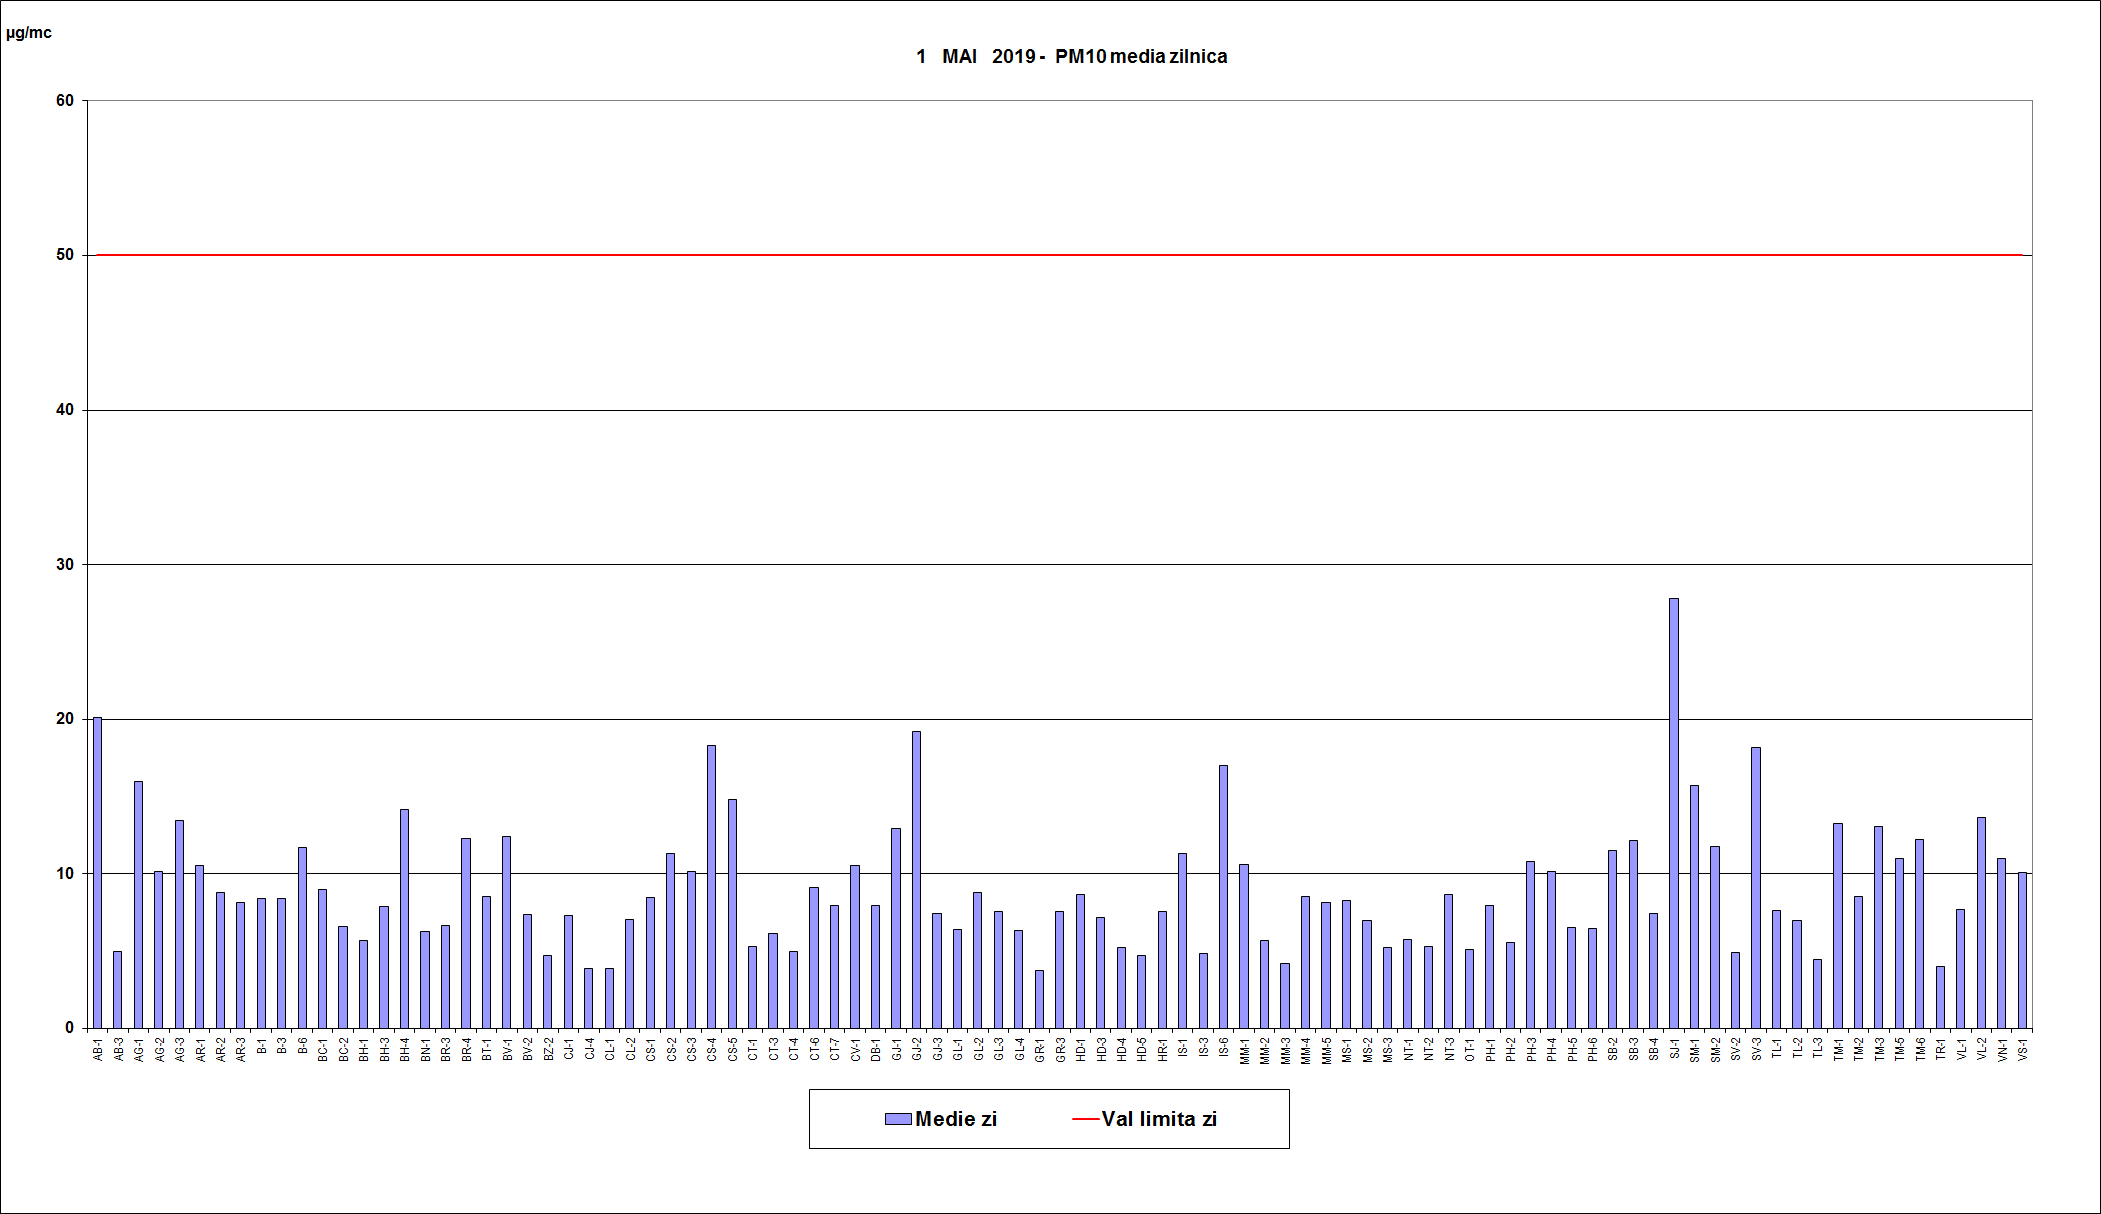 µg/mc
1 MAI 2019 - PM10 media zilnica
60
50
40
30
20
10
0
AB-1
AB-3
AG-1
AG-2
AG-3
AR-1
AR-2
AR-3
B-1
B-3
B-6
BC-1
BC-2
BH-1
BH-3
BH-4
BN-1
BR-3
BR-4
BT-1
BV-1
BV-2
BZ-2
CJ-1
CJ-4
CL-1
CL-2
CS-1
CS-2
CS-3
CS-4
CS-5
CT-1
CT-3
CT-4
CT-6
CT-7
CV-1
DB-1
GJ-1
GJ-2
GJ-3
GL-1
GL-2
GL-3
GL-4
GR-1
GR-3
HD-1
HD-3
HD-4
HD-5
HR-1
IS-1
IS-3
IS-6
MM-1
MM-2
MM-3
MM-4
MM-5
MS-1
MS-2
MS-3
NT-1
NT-2
NT-3
OT-1
PH-1
PH-2
PH-3
PH-4
PH-5
PH-6
SB-2
SB-3
SB-4
SJ-1
SM-1
SM-2
SV-2
SV-3
TL-1
TL-2
TL-3
TM-1
TM-2
TM-3
TM-5
TM-6
TR-1
VL-1
VL-2
VN-1
VS-1
Medie zi
Val limita zi